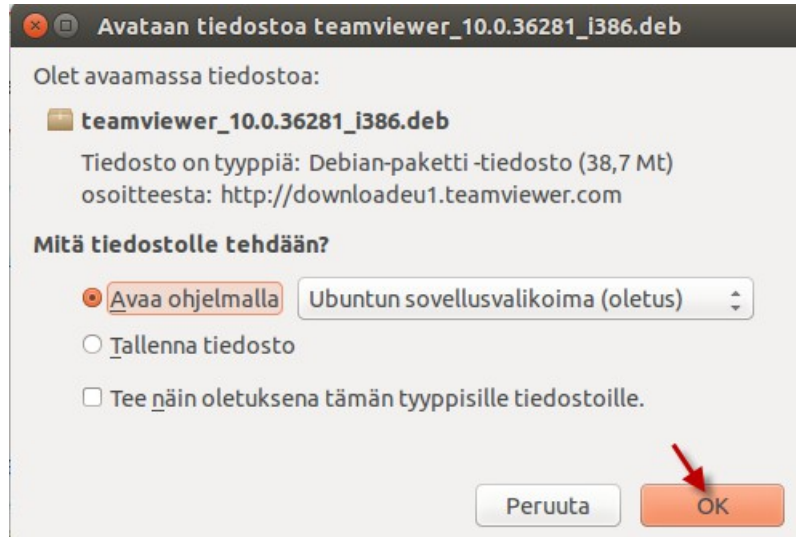 Avataan tiedostoa teamviewer_10.0.36281_i386.deb
Olet avaamassa tiedostoa:
teamviewer_10.0.36281_i386.deb
Tiedosto on tyyppiä: Debian-paketti -tiedosto (38,7 Mt)
osoitteesta: http://downloadeu1.teamviewer.com
Mitä tiedostolle tehdään?
Avaa ohjelmalla Ubuntun sovellusvalikoima (oletus)
Tallenna tiedosto
Tee näin oletuksena tämän tyyppisille tiedostoille.
Peruuta OK